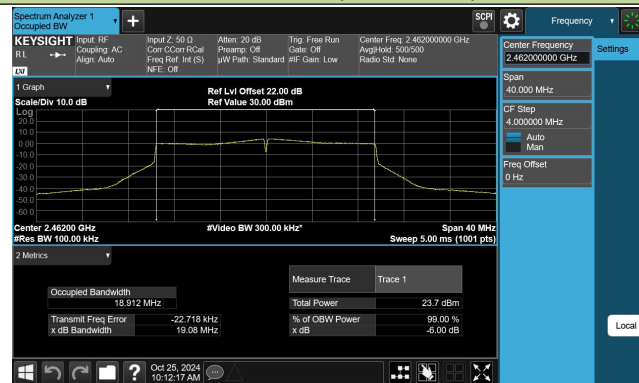 Spectrum Analyzer 1
Occupied BW
SCPI
Frequency
KEYSIGHT
RL
LXI
Input: RF
Coupling: AC
Align: Auto
Input Z: 50 Ω
Corr CCorr RCal
Freq Ref: Int (S)
NFE: Off
Atten: 20 dB
Preamp: Off
µW Path: Standard
Trig: Free Run
Gate: Off
#IF Gain: Low
Center Freq: 2.462000000 GHz
Avg|Hold: 500/500
Radio Std: None
Center Frequency
2.462000000 GHz
Settings
Span
40.000 MHz
CF Step
4.000000 MHz
Auto
Man
Freq Offset
0 Hz
Local
1 Graph
Scale/Div 10.0 dB
Ref Lvl Offset 22.00 dB
Ref Value 30.00 dBm
Log
20.0
10.0
0.00
-10.0
-20.0
-30.0
-40.0
-50.0
-60.0
Center 2.46200 GHz
#Video BW 300.00 kHz*
Span 40 MHz
#Res BW 100.00 kHz
Sweep 5.00 ms (1001 pts)
2 Metrics
Measure Trace Trace 1
Occupied Bandwidth
18.912 MHz
Total Power 23.7 dBm
Transmit Freq Error -22.718 kHz
% of OBW Power 99.00 %
x dB Bandwidth 19.08 MHz
x dB -6.00 dB
?
Oct 25, 2024
10:12:17 AM